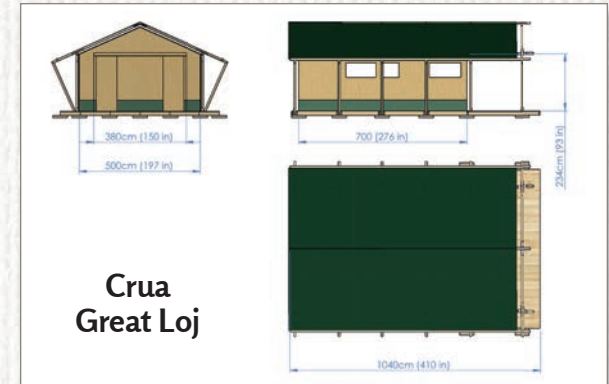 380cm (150 in)
500cm (197 in)
700 (276 in)
234cm (93 in)
Crua
Great Loj
1040cm (410 in)